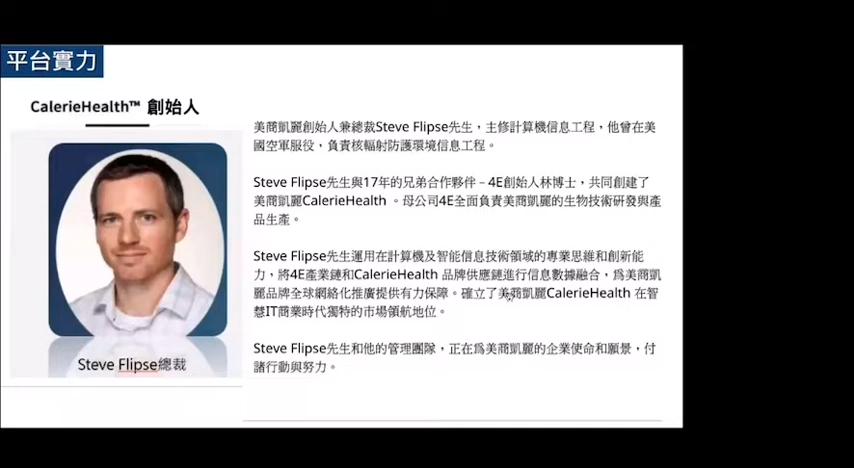 平台實力
CalerieHealth™ 創始人
美商凱麗創始人兼總裁Steve Flipse先生，主修計算機信息工程，他曾在美
國空軍服役，負責核輻射防護環境信息工程。
Steve Flipse先生與17年的兄弟合作夥伴 – 4E創始人林博士，共同創建了
美商凱麗CalerieHealth 。母公司4E全面負責美商凱麗的生物技術研發與產
品生產。
Steve Flipse先生運用在計算機及智能信息技術領域的專業思維和創新能
力，將4E產業鏈和CalerieHealth 品牌供應鏈進行信息數據融合，爲美商凱
麗品牌全球網絡化推廣提供有力保障。確立了美商凱麗CalerieHealth 在智
慧IT商業時代獨特的市場領航地位。
Steve Flipse先生和他的管理團隊，正在爲美商凱麗的企業使命和願景，付
諸行動與努力。
Steve Flipse總裁